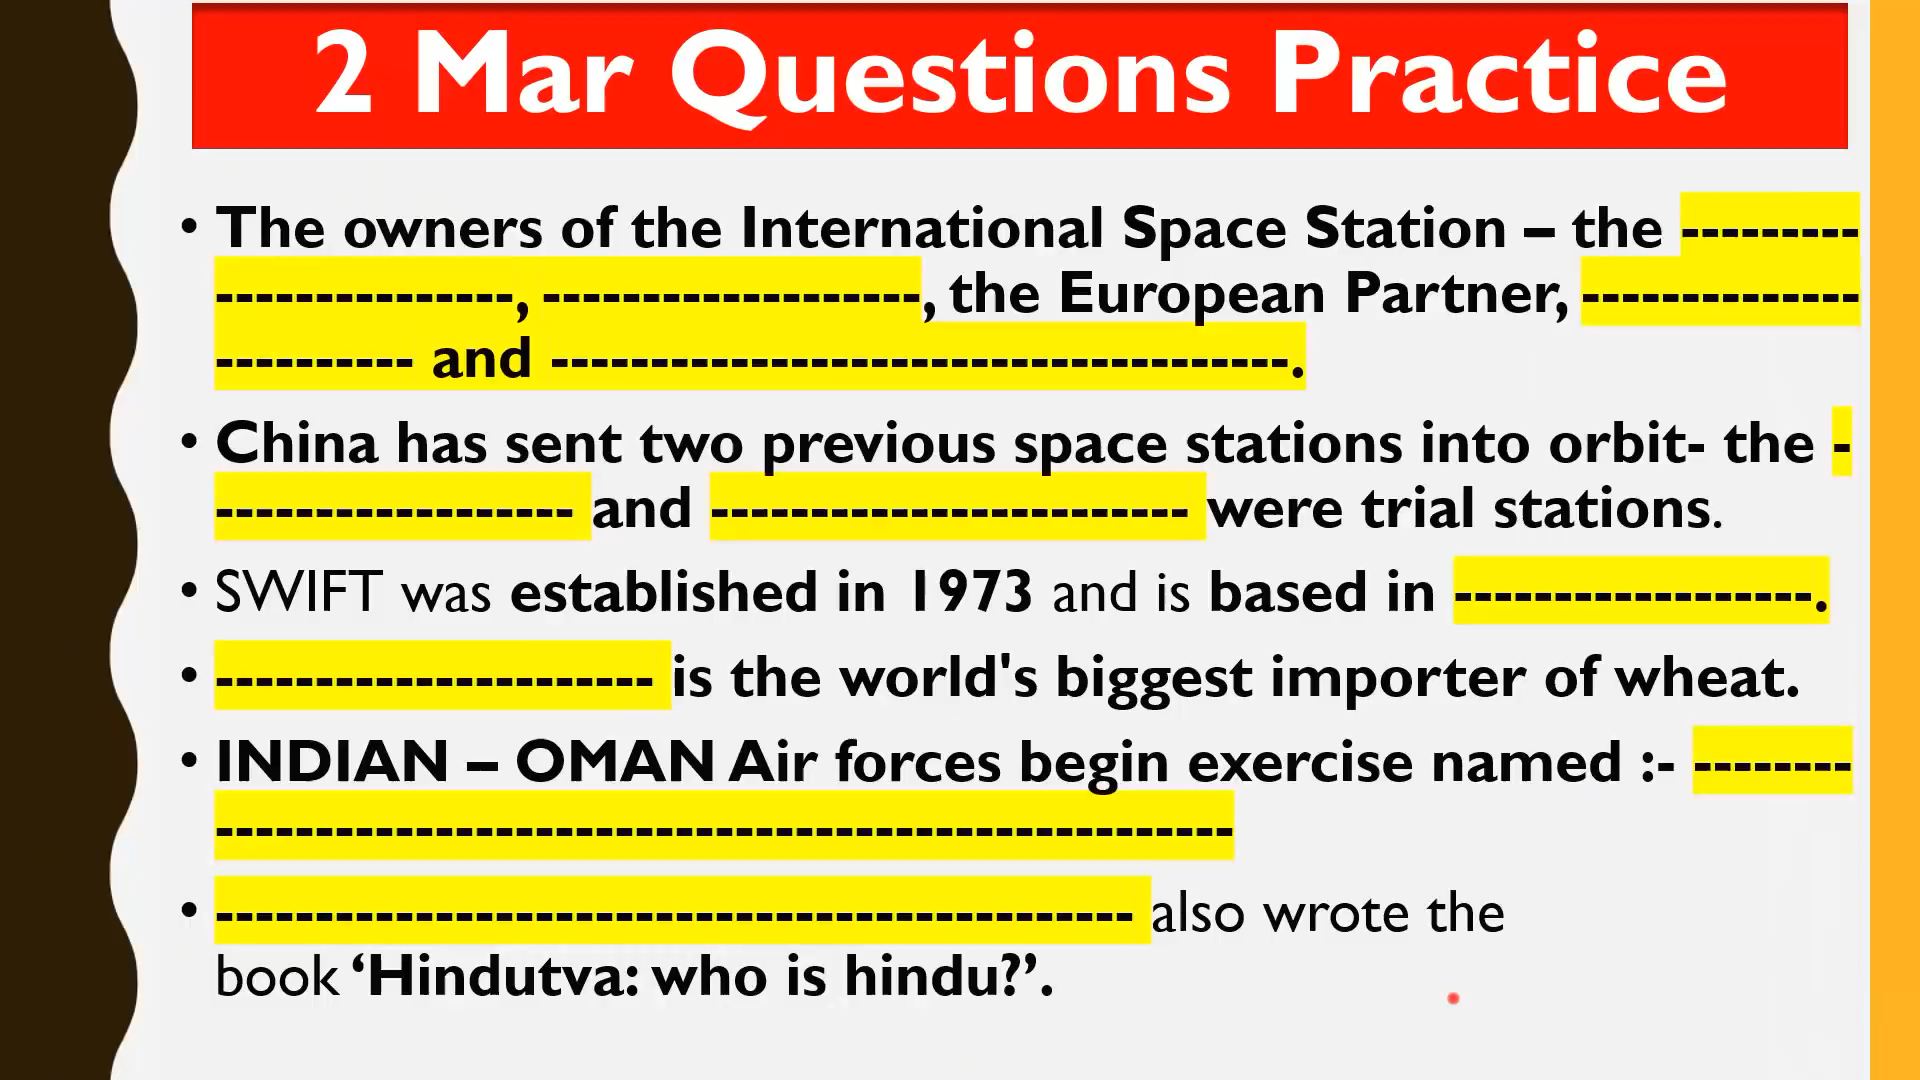 2 Mar Questions Practice
• The owners of the International Space Station – the ---------
---------------, -------------------, the European Partner, --------------
---------- and -------------------------------------.
• China has sent two previous space stations into orbit- the -
------------------ and ------------------------ were trial stations.
• SWIFT was established in 1973 and is based in ------------------.
• ---------------------- is the world's biggest importer of wheat.
• INDIAN – OMAN Air forces begin exercise named :- --------
---------------------------------------------------
• ---------------------------------------------- also wrote the
book ‘Hindutva: who is hindu?’.